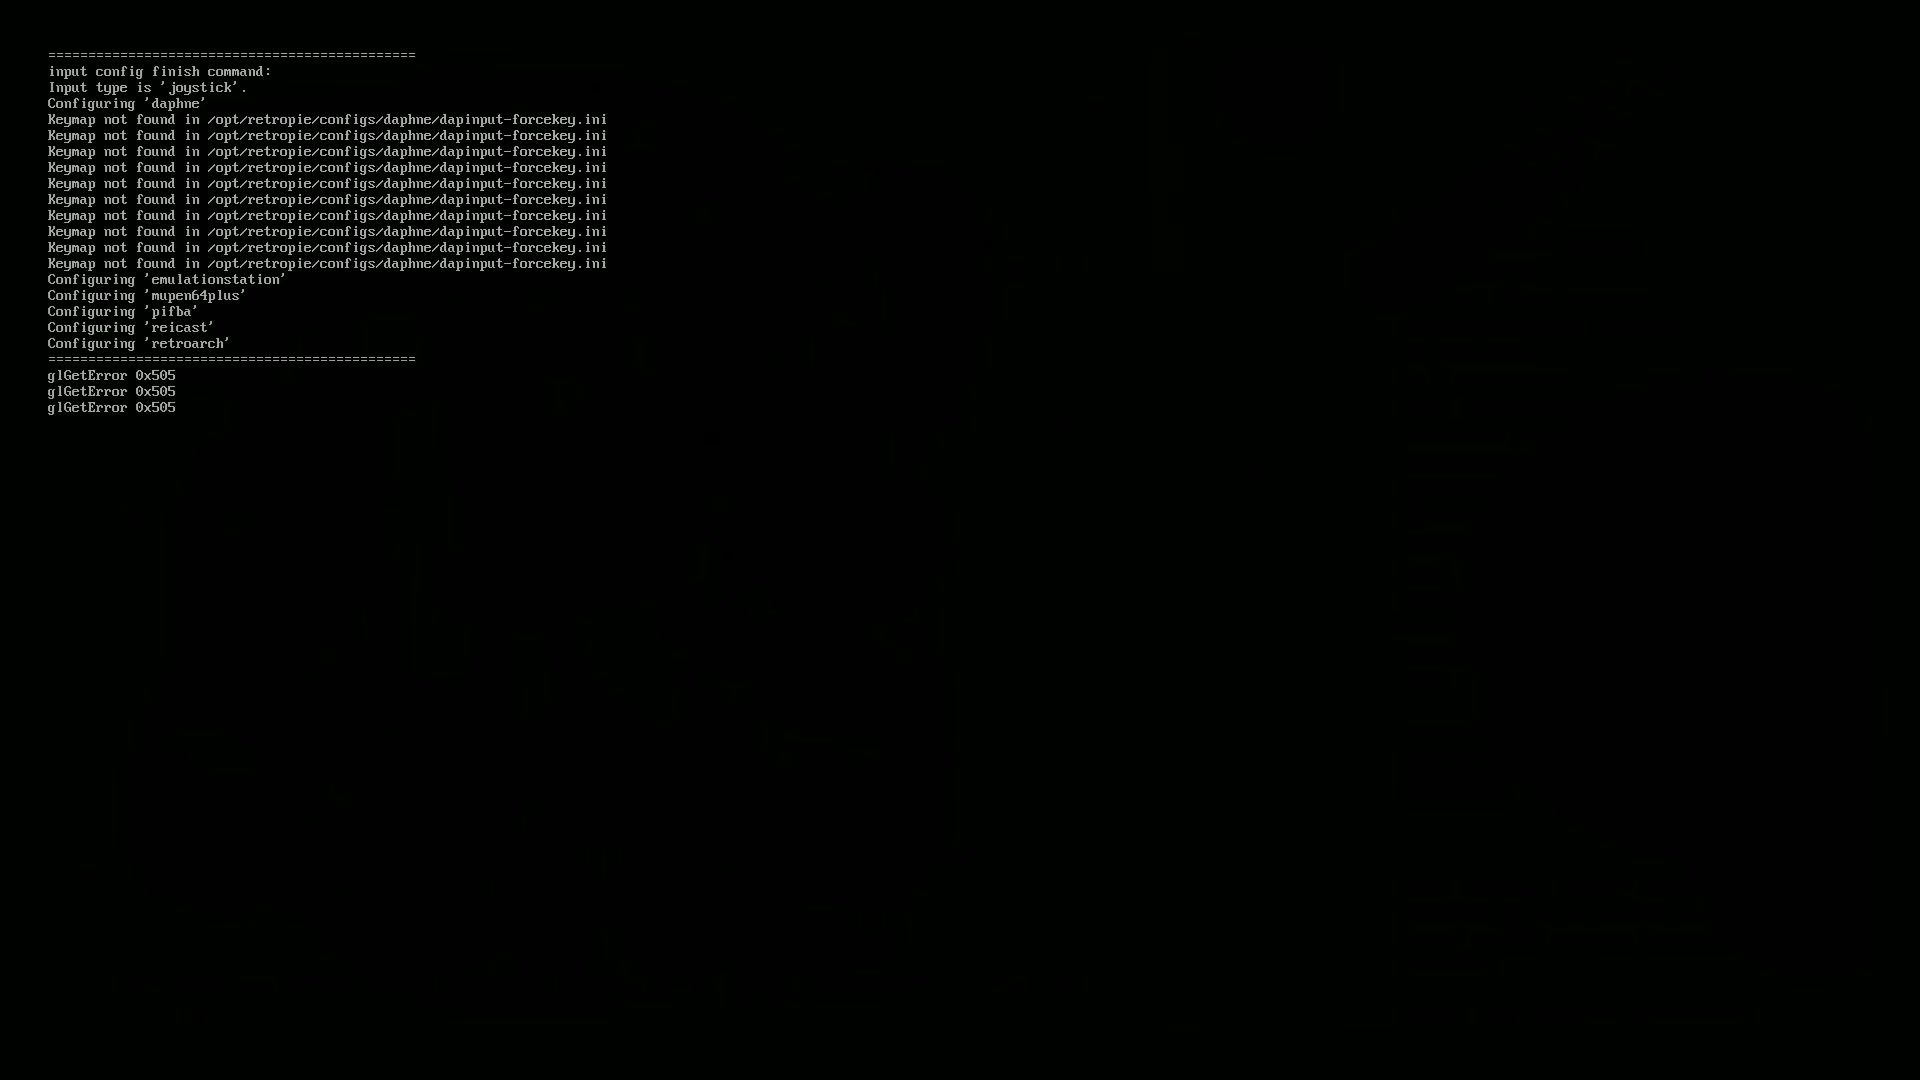 ==============================================
input config finish command:
Input type is 'joystick'.
Configuring 'daphne'
Keymap not found in /opt/retropie/configs/daphne/dapinput-forcekey.ini
Keymap not found in /opt/retropie/configs/daphne/dapinput-forcekey.ini
Keymap not found in /opt/retropie/configs/daphne/dapinput-forcekey.ini
Keymap not found in /opt/retropie/configs/daphne/dapinput-forcekey.ini
Keymap not found in /opt/retropie/configs/daphne/dapinput-forcekey.ini
Keymap not found in /opt/retropie/configs/daphne/dapinput-forcekey.ini
Keymap not found in /opt/retropie/configs/daphne/dapinput-forcekey.ini
Keymap not found in /opt/retropie/configs/daphne/dapinput-forcekey.ini
Keymap not found in /opt/retropie/configs/daphne/dapinput-forcekey.ini
Keymap not found in /opt/retropie/configs/daphne/dapinput-forcekey.ini
Configuring 'emulationstation'
Configuring 'mupen64plus'
Configuring 'pifba'
Configuring 'reicast'
Configuring 'retroarch'
==============================================
glGetError 0x505
glGetError 0x505
glGetError 0x505